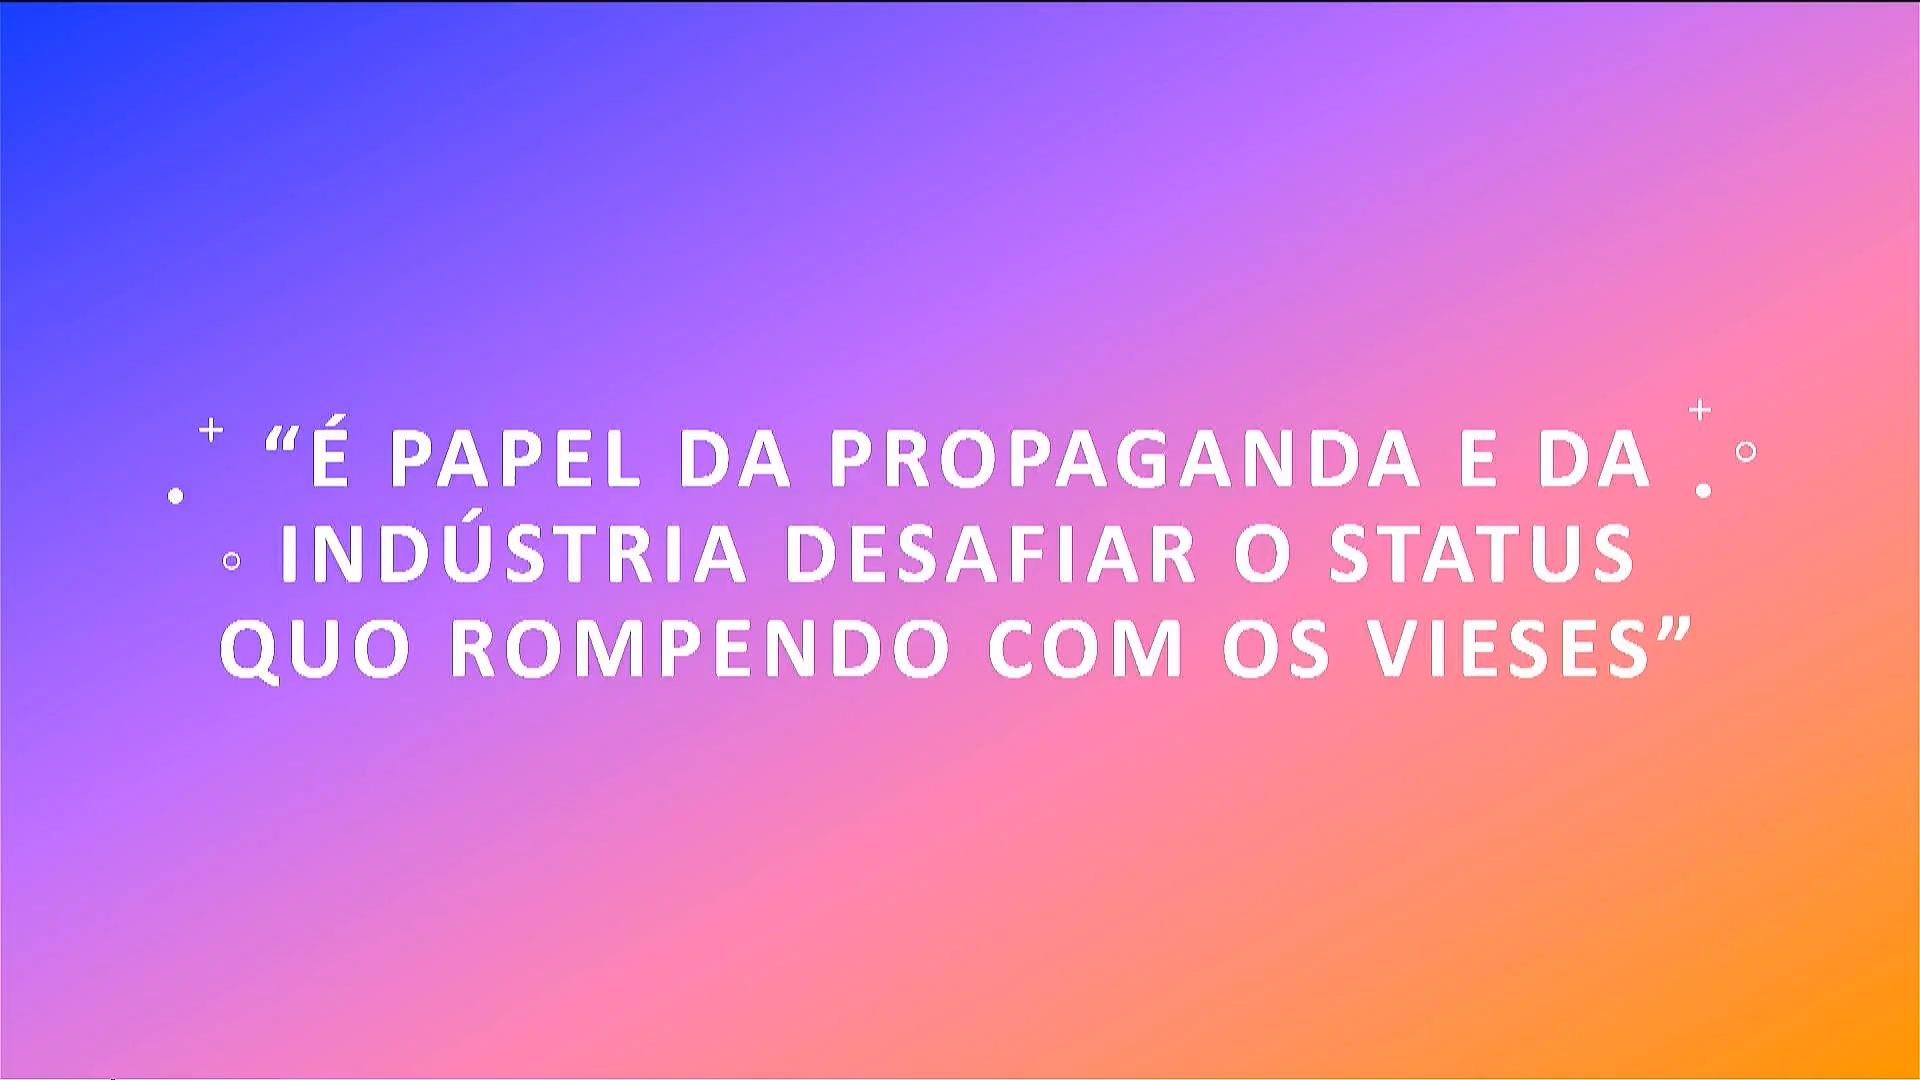 “É PAPEL DA PROPAGANDA E DA
INDÚSTRIA DESAFIAR O STATUS
QUO ROMPENDO COM OS VIESES”